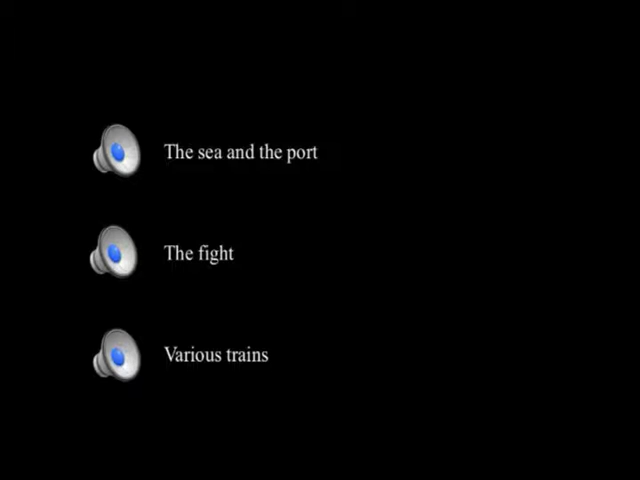 The sea and the port
The fight
Various trains